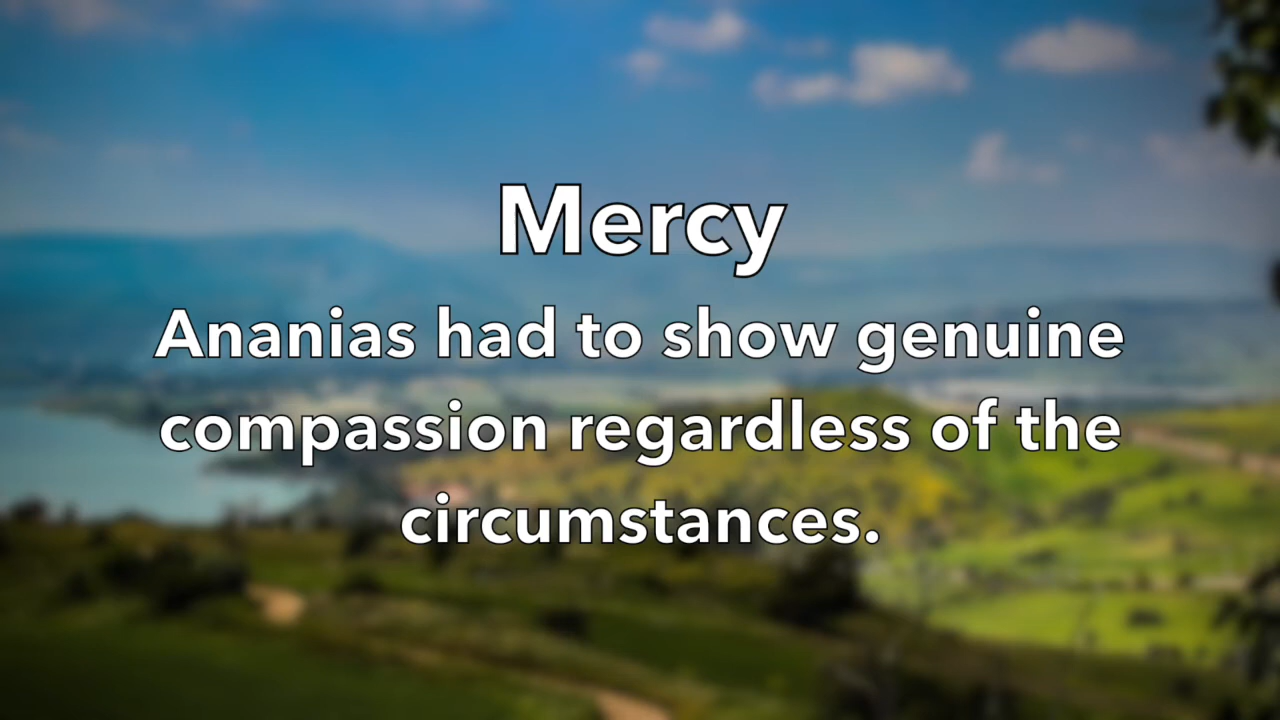 Mercy
Ananias had to show genuine
compassion regardless of the
circumstances.